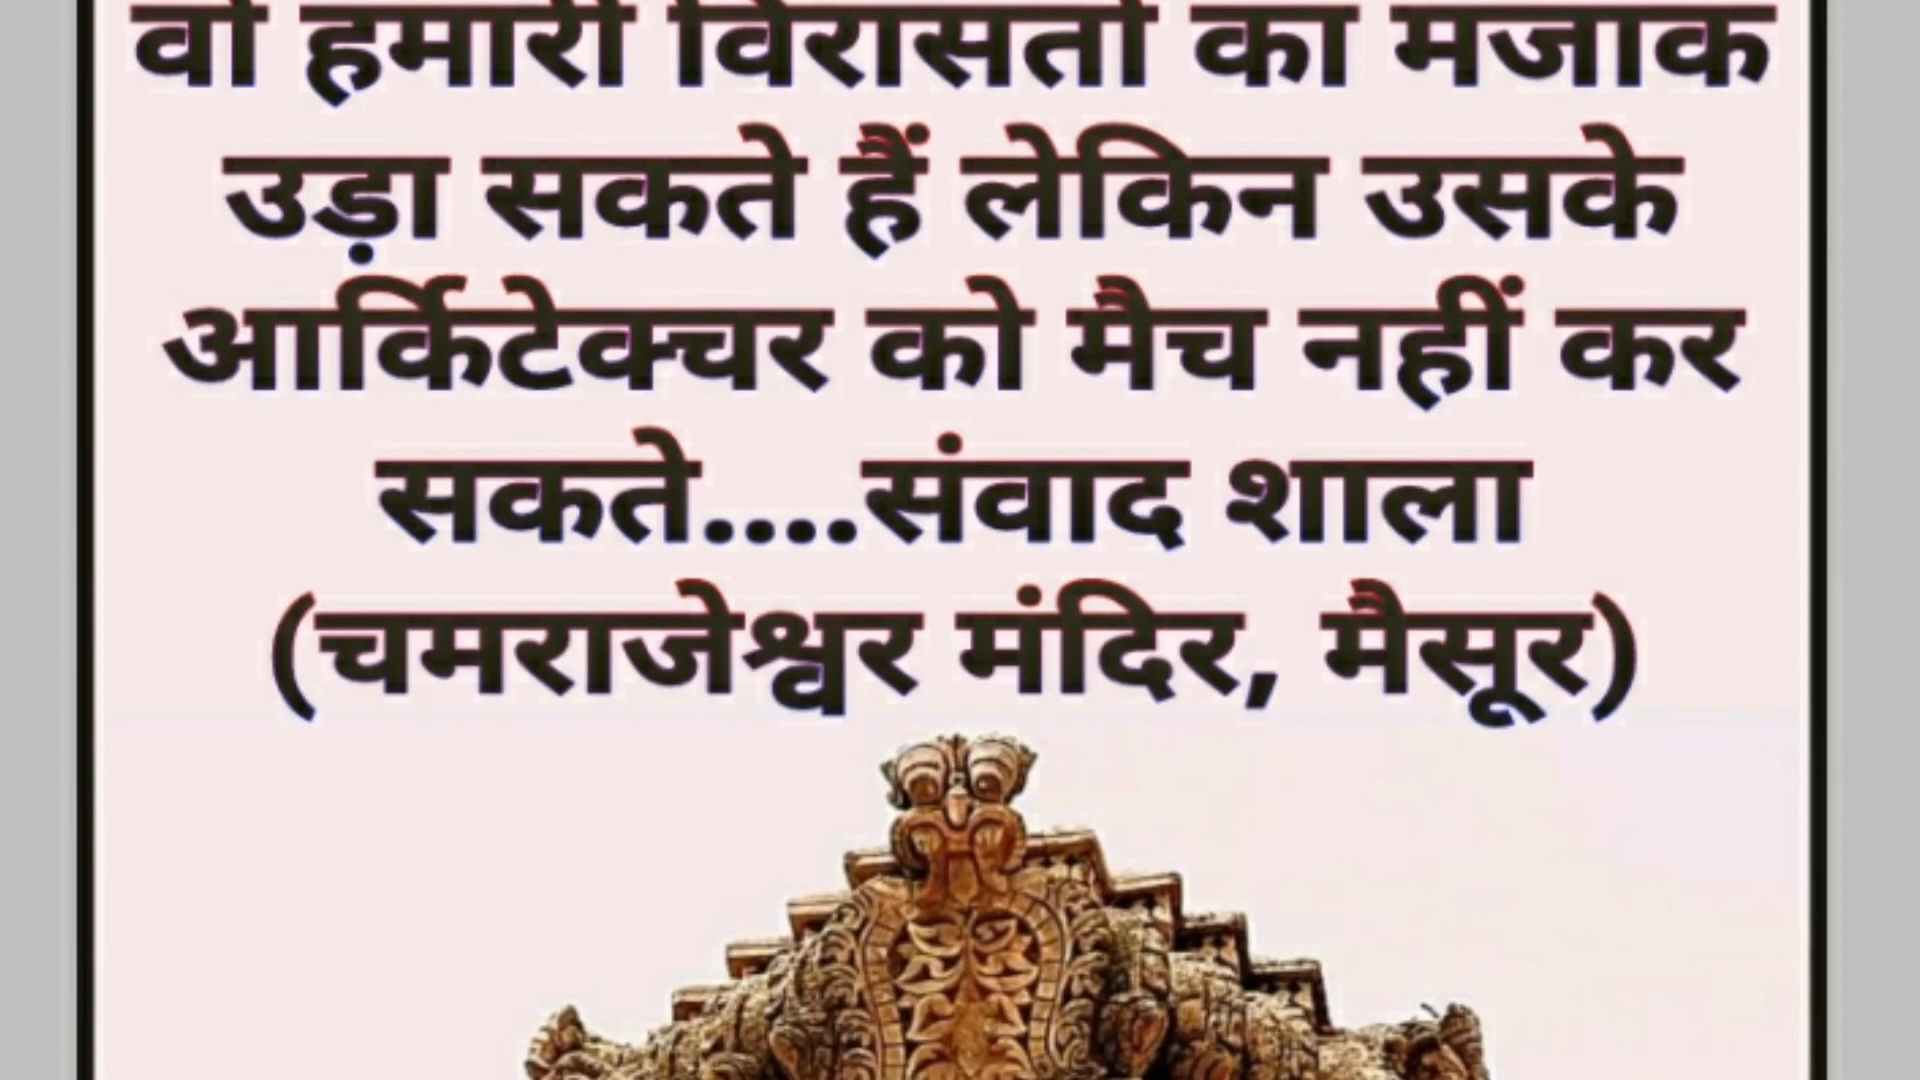 वो हमारी विरासतों का मजाक
उड़ा सकते हैं लेकिन उसके
आर्किटेक्चर को मैच नहीं कर
सकते....संवाद शाला
(चमराजेश्वर मंदिर, मैसूर)